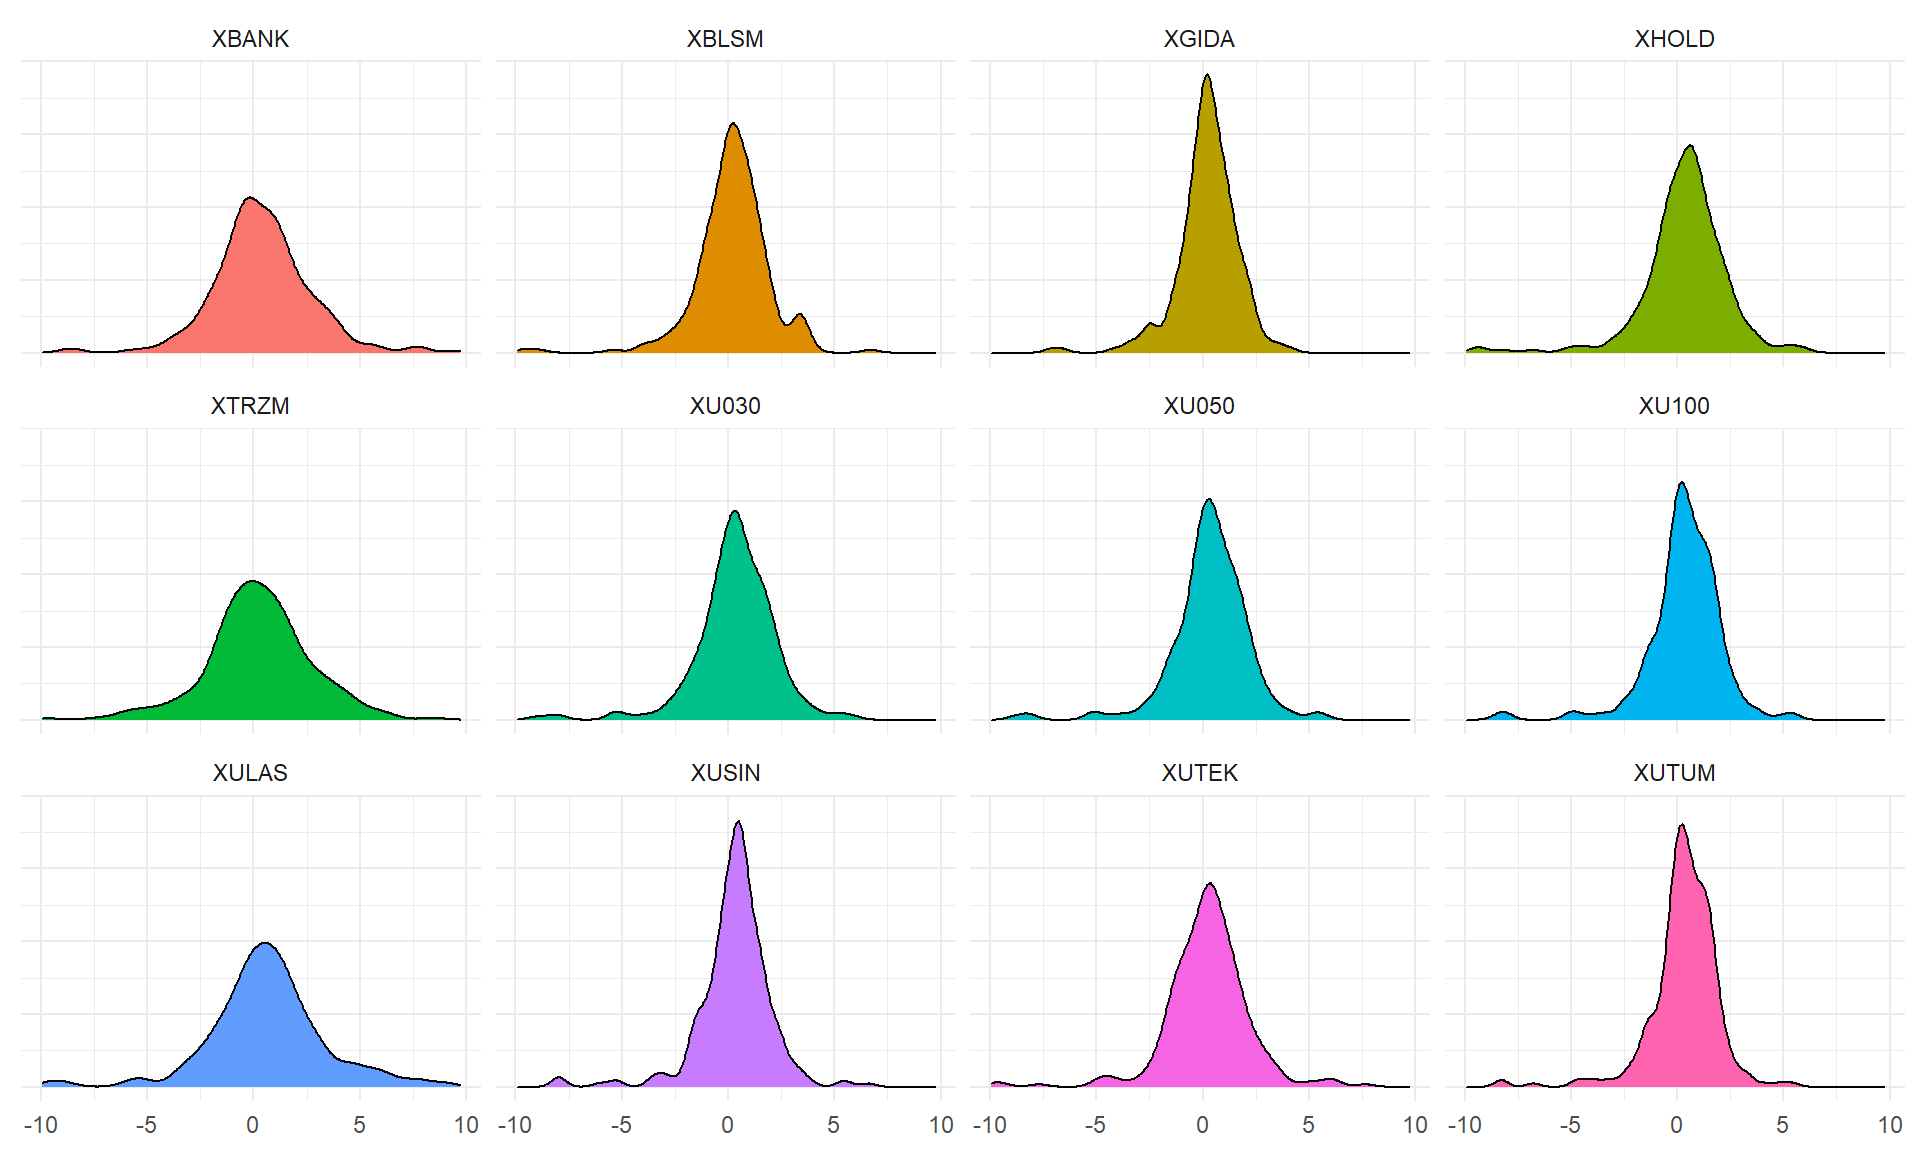 XBANK XBLSM XGIDA XHOLD
XTRZM XU030 XU050 XU100
XULAS XUSIN XUTEK XUTUM
-10 -5 0 5 10 -10 -5 0 5 10 -10 -5 0 5 10 -10 -5 0 5 10